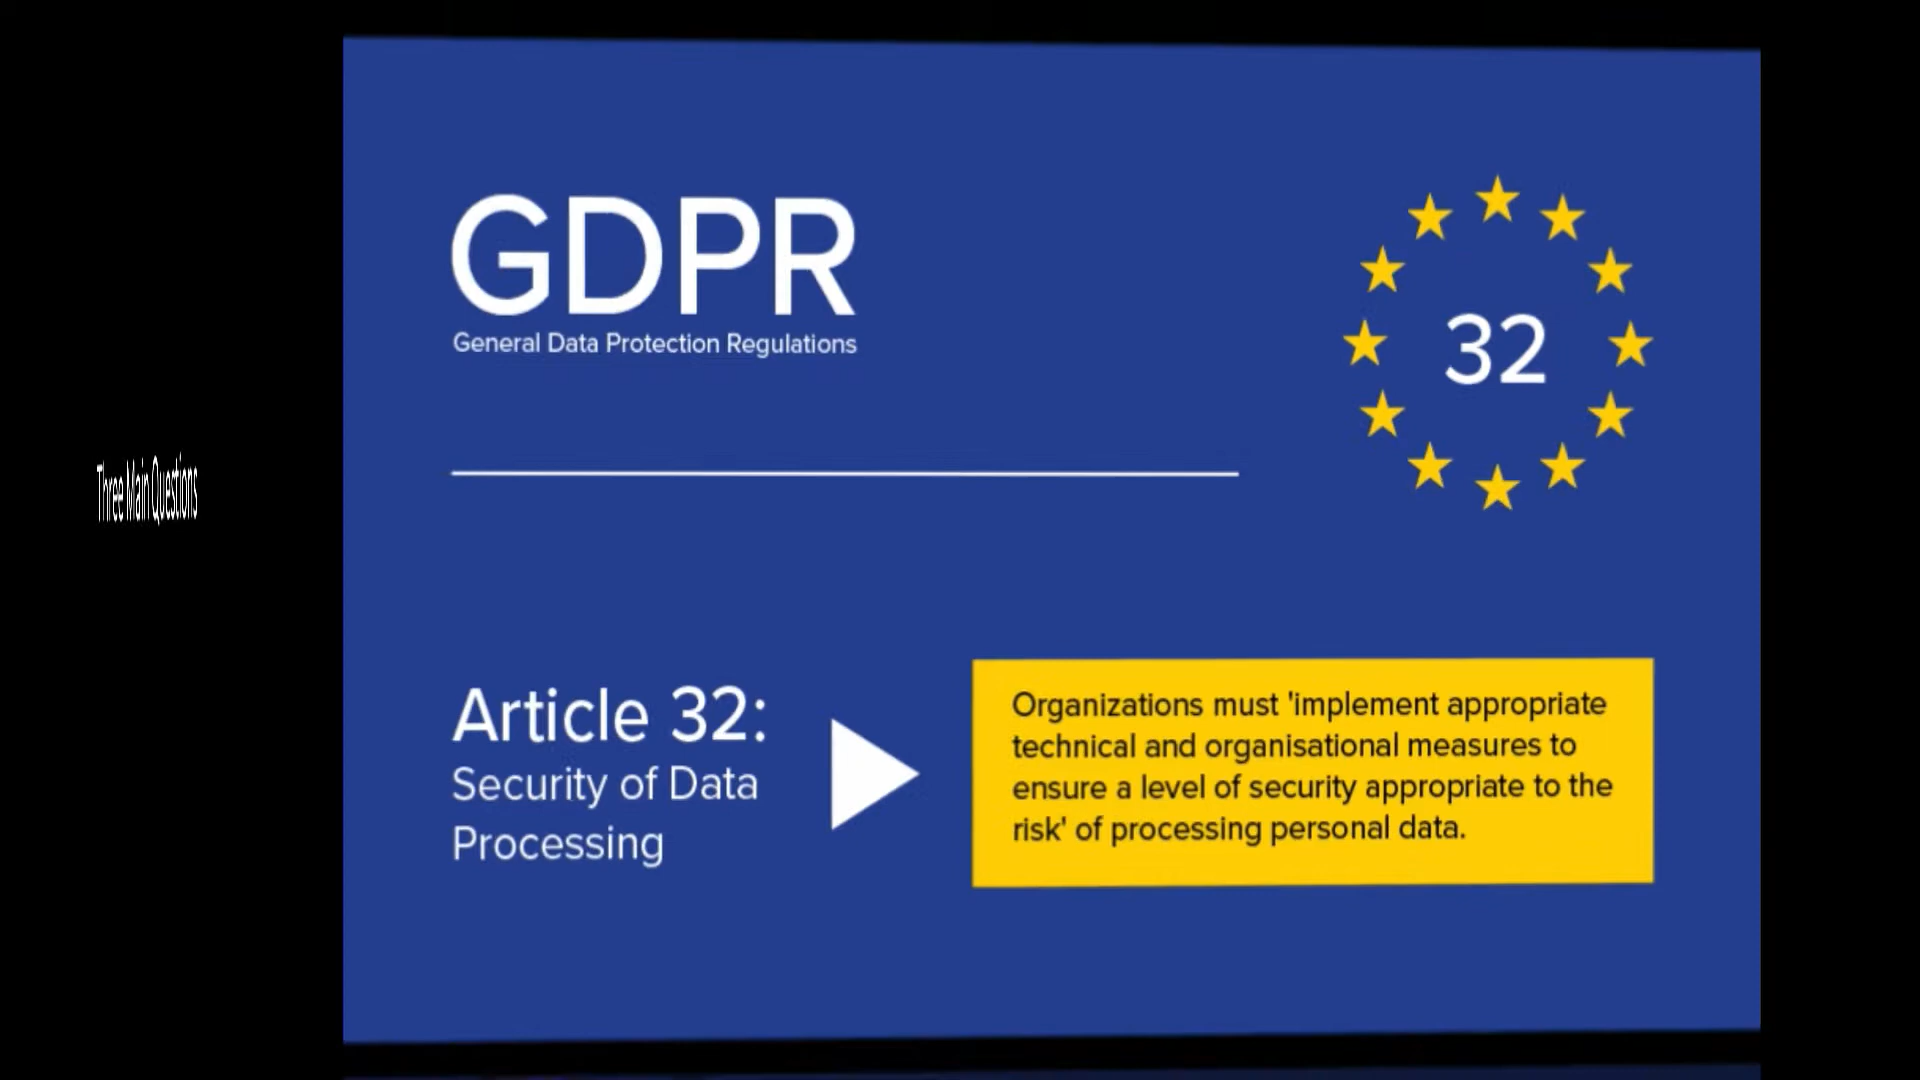 Three Main Questions
GDPR
General Data Protection Regulations
32
Article 32:
Security of Data
Processing
Organizations must 'implement appropriate
technical and organisational measures to
ensure a level of security appropriate to the
risk' of processing personal data.